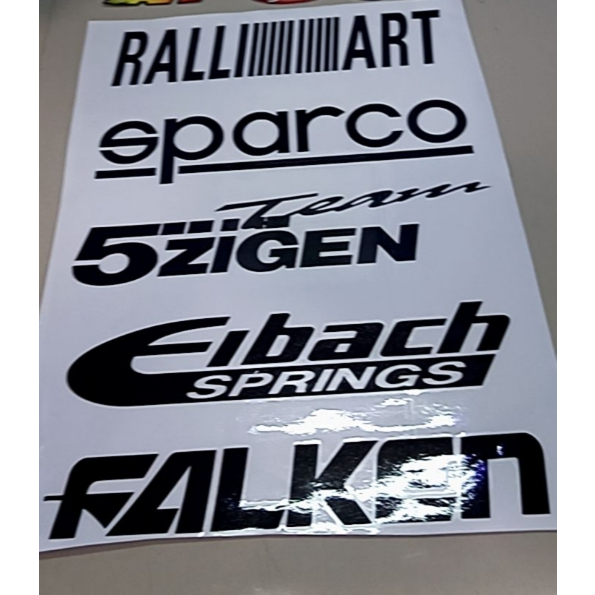 RALLIART
sparco
Team
5ZiGEN
Eibach
SPRINGS
FALKEn